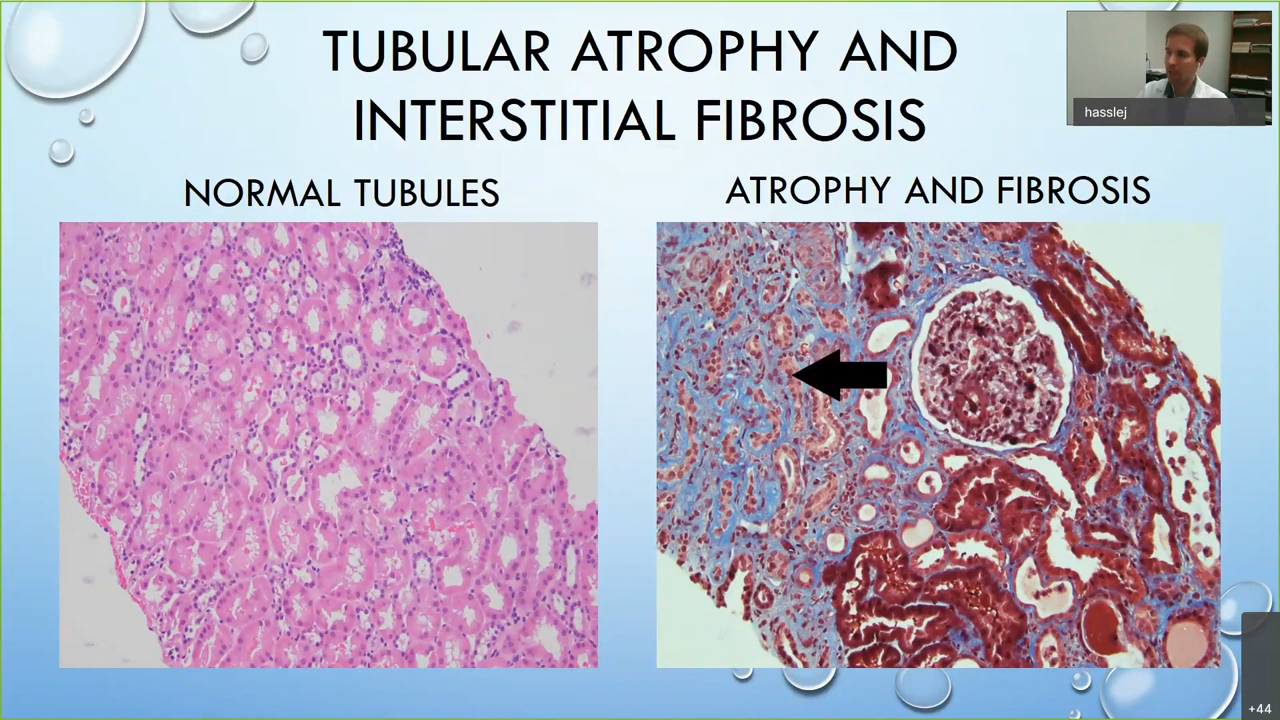 TUBULAR ATROPHY AND
INTERSTITIAL FIBROSIS
hasslej
NORMAL TUBULES
ATROPHY AND FIBROSIS
+44